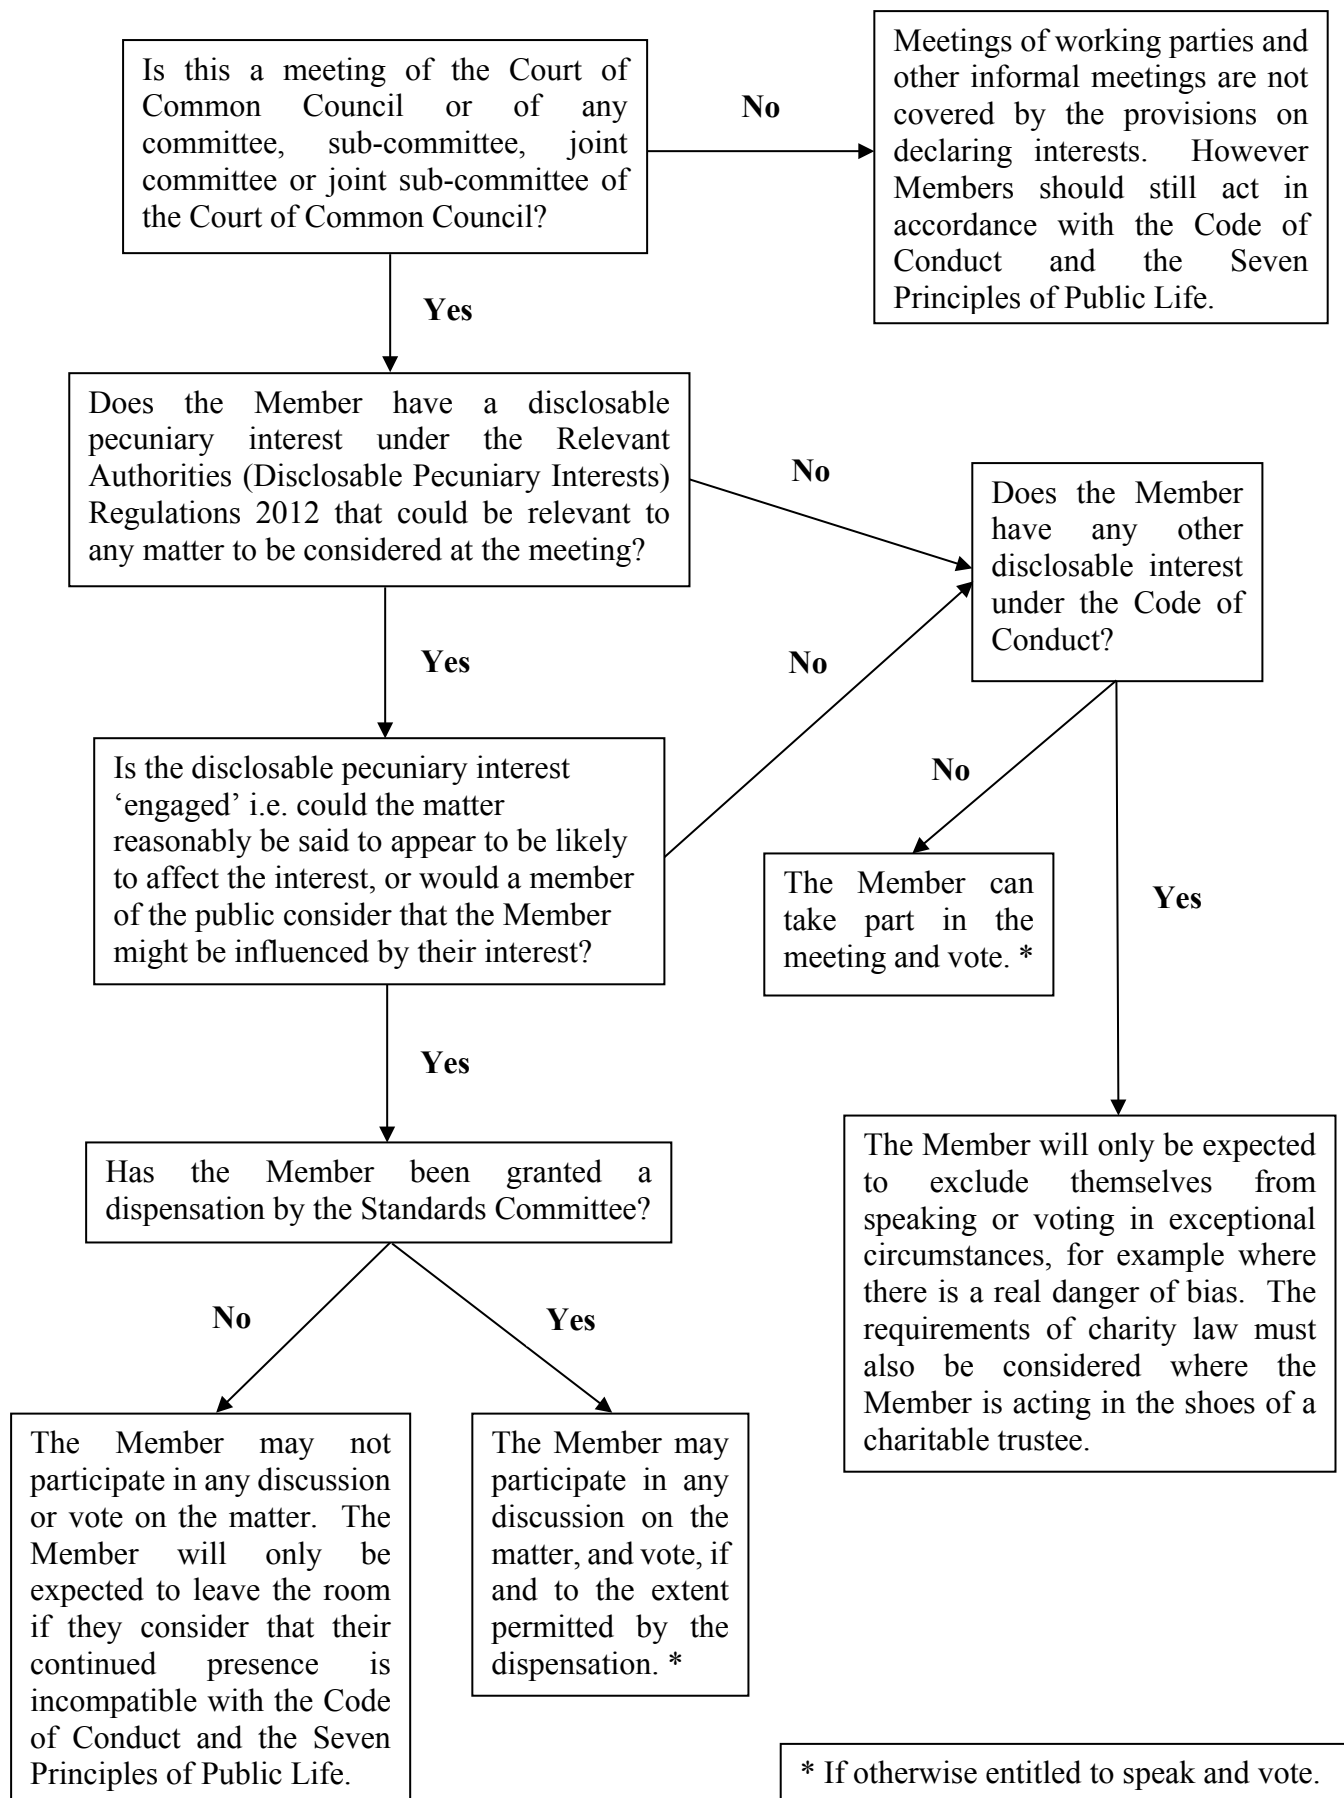 Is this a meeting of the Court of
Common Council or of any
committee, sub-committee, joint
committee or joint sub-committee of
the Court of Common Council?
No
Meetings of working parties and
other informal meetings are not
covered by the provisions on
declaring interests. However
Members should still act in
accordance with the Code of
Conduct and the Seven
Principles of Public Life.
Yes
Does the Member have a disclosable
pecuniary interest under the Relevant
Authorities (Disclosable Pecuniary Interests)
Regulations 2012 that could be relevant to
any matter to be considered at the meeting?
No
Does the Member
have any other
disclosable interest
under the Code of
Conduct?
Yes
No
Is the disclosable pecuniary interest
‘engaged’ i.e. could the matter
reasonably be said to appear to be likely
to affect the interest, or would a member
of the public consider that the Member
might be influenced by their interest?
No
The Member can
take part in the
meeting and vote. *
Yes
Yes
Has the Member been granted a
dispensation by the Standards Committee?
The Member will only be expected
to exclude themselves from
speaking or voting in exceptional
circumstances, for example where
there is a real danger of bias. The
requirements of charity law must
also be considered where the
Member is acting in the shoes of a
charitable trustee.
No
Yes
The Member may not
participate in any discussion
or vote on the matter. The
Member will only be
expected to leave the room
if they consider that their
continued presence is
incompatible with the Code
of Conduct and the Seven
Principles of Public Life.
The Member may
participate in any
discussion on the
matter, and vote, if
and to the extent
permitted by the
dispensation. *
* If otherwise entitled to speak and vote.